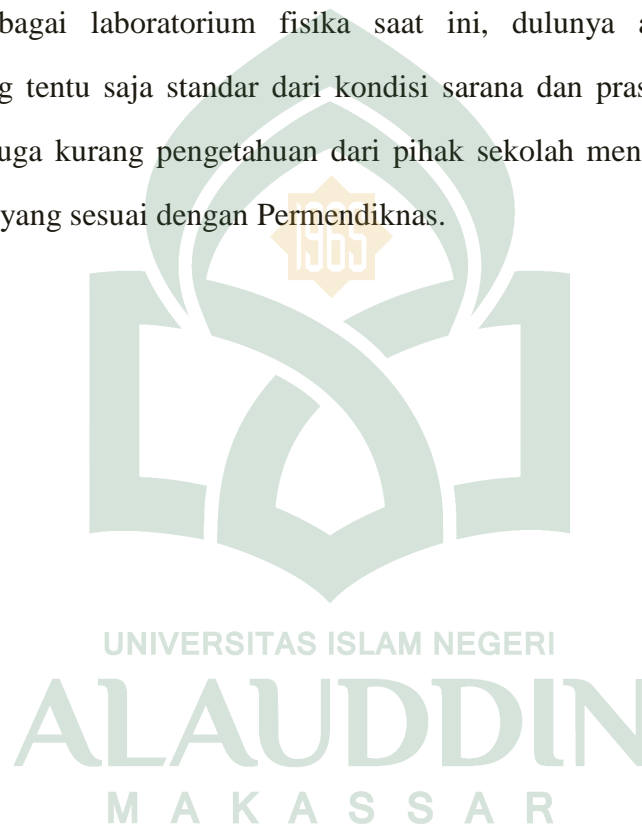 bagai laboratorium fisika saat ini, dulunya a
g tentu saja standar dari kondisi sarana dan pras
uga kurang pengetahuan dari pihak sekolah men
yang sesuai dengan Permendiknas.
1965
UNIVERSITAS ISLAM NEGERI
ALAUDDIN
MAKASSAR